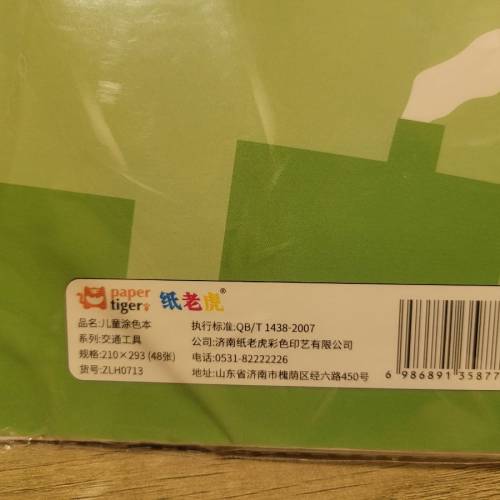 paper
tiger
纸老虎®
品名:儿童涂色本
执行标准:QB/T 1438-2007
系列:交通工具
公司:济南纸老虎彩色印艺有限公司
规格:210×293 (48张)
电话:0531-82222226
货号:ZLH0713
地址:山东省济南市槐荫区经六路450号
6 986891 35877